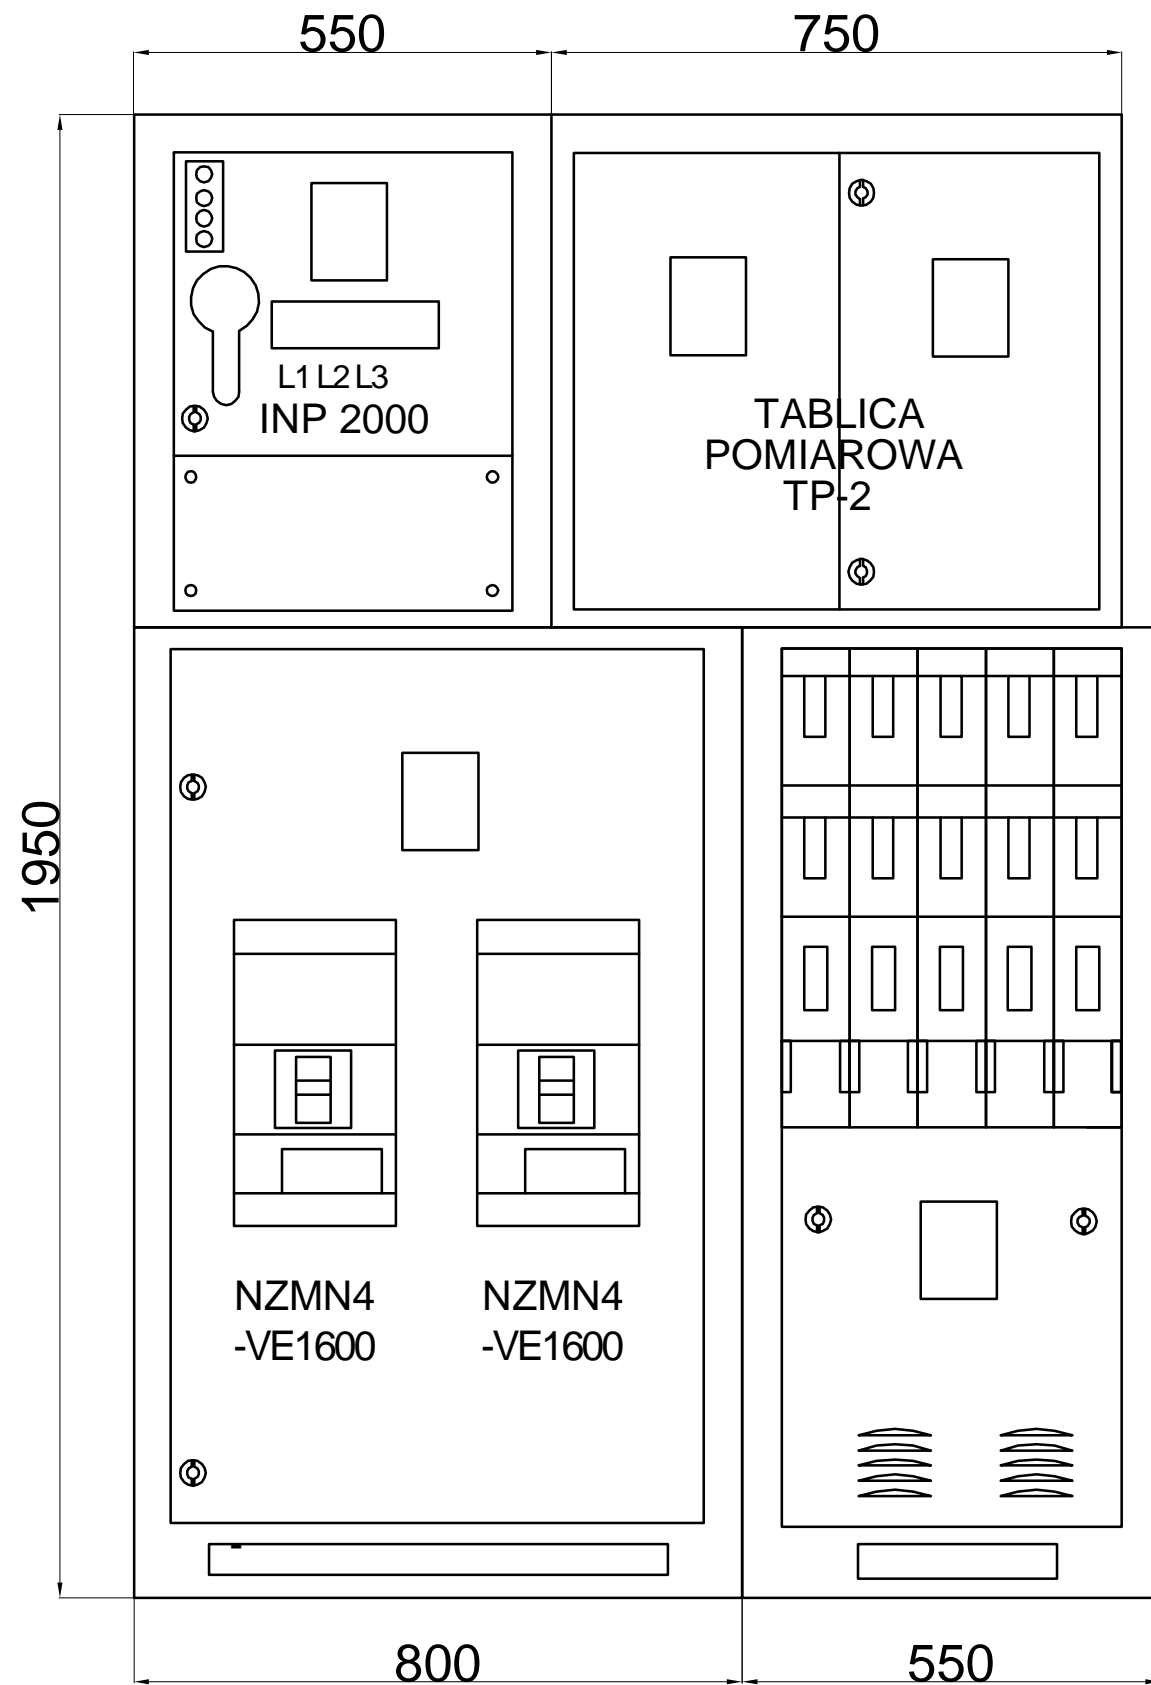 550
750
L1 L2 L3
INP 2000
TABLICA
POMIAROWA
TP-2
1950
NZMN4
-VE1600
NZMN4
-VE1600
800
550